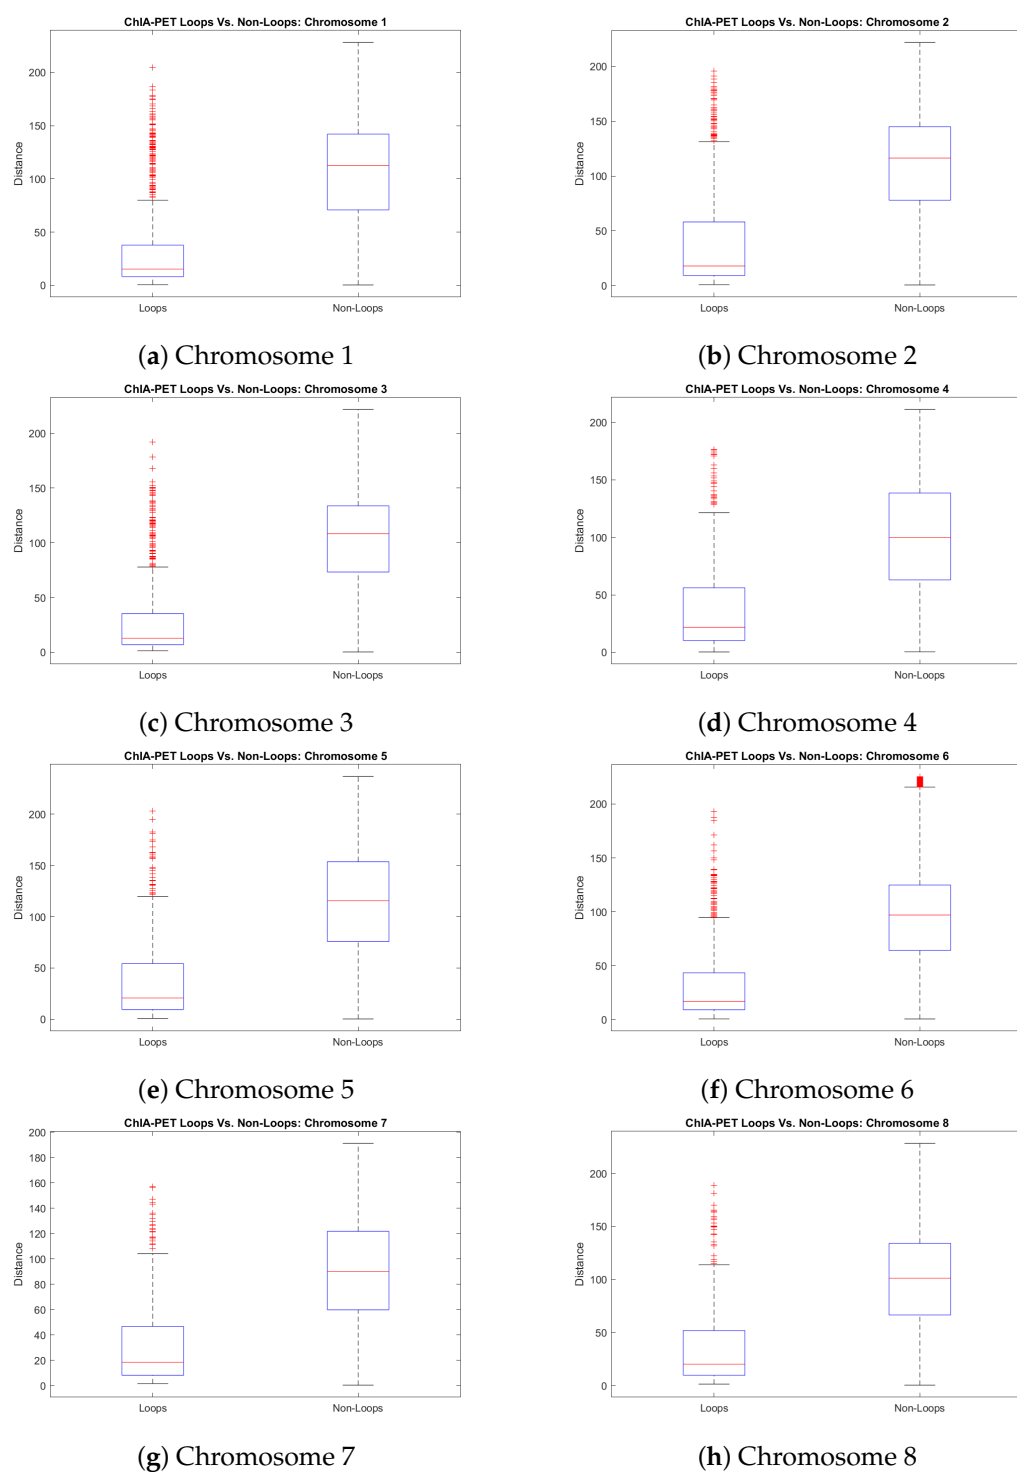 ChIA-PET Loops Vs. Non-Loops: Chromosome 1
200
150
100
50
0
Distance
Loops Non-Loops
(a) Chromosome 1
ChIA-PET Loops Vs. Non-Loops: Chromosome 2
200
150
100
50
0
Distance
Loops Non-Loops
(b) Chromosome 2
ChIA-PET Loops Vs. Non-Loops: Chromosome 3
200
150
100
50
0
Distance
Loops Non-Loops
(c) Chromosome 3
ChIA-PET Loops Vs. Non-Loops: Chromosome 4
200
150
100
50
0
Distance
Loops Non-Loops
(d) Chromosome 4
ChIA-PET Loops Vs. Non-Loops: Chromosome 5
200
150
100
50
0
Distance
Loops Non-Loops
(e) Chromosome 5
ChIA-PET Loops Vs. Non-Loops: Chromosome 6
200
150
100
50
0
Distance
Loops Non-Loops
(f) Chromosome 6
ChIA-PET Loops Vs. Non-Loops: Chromosome 7
200
180
160
140
120
100
80
60
40
20
0
Distance
Loops Non-Loops
(g) Chromosome 7
ChIA-PET Loops Vs. Non-Loops: Chromosome 8
200
150
100
50
0
Distance
Loops Non-Loops
(h) Chromosome 8